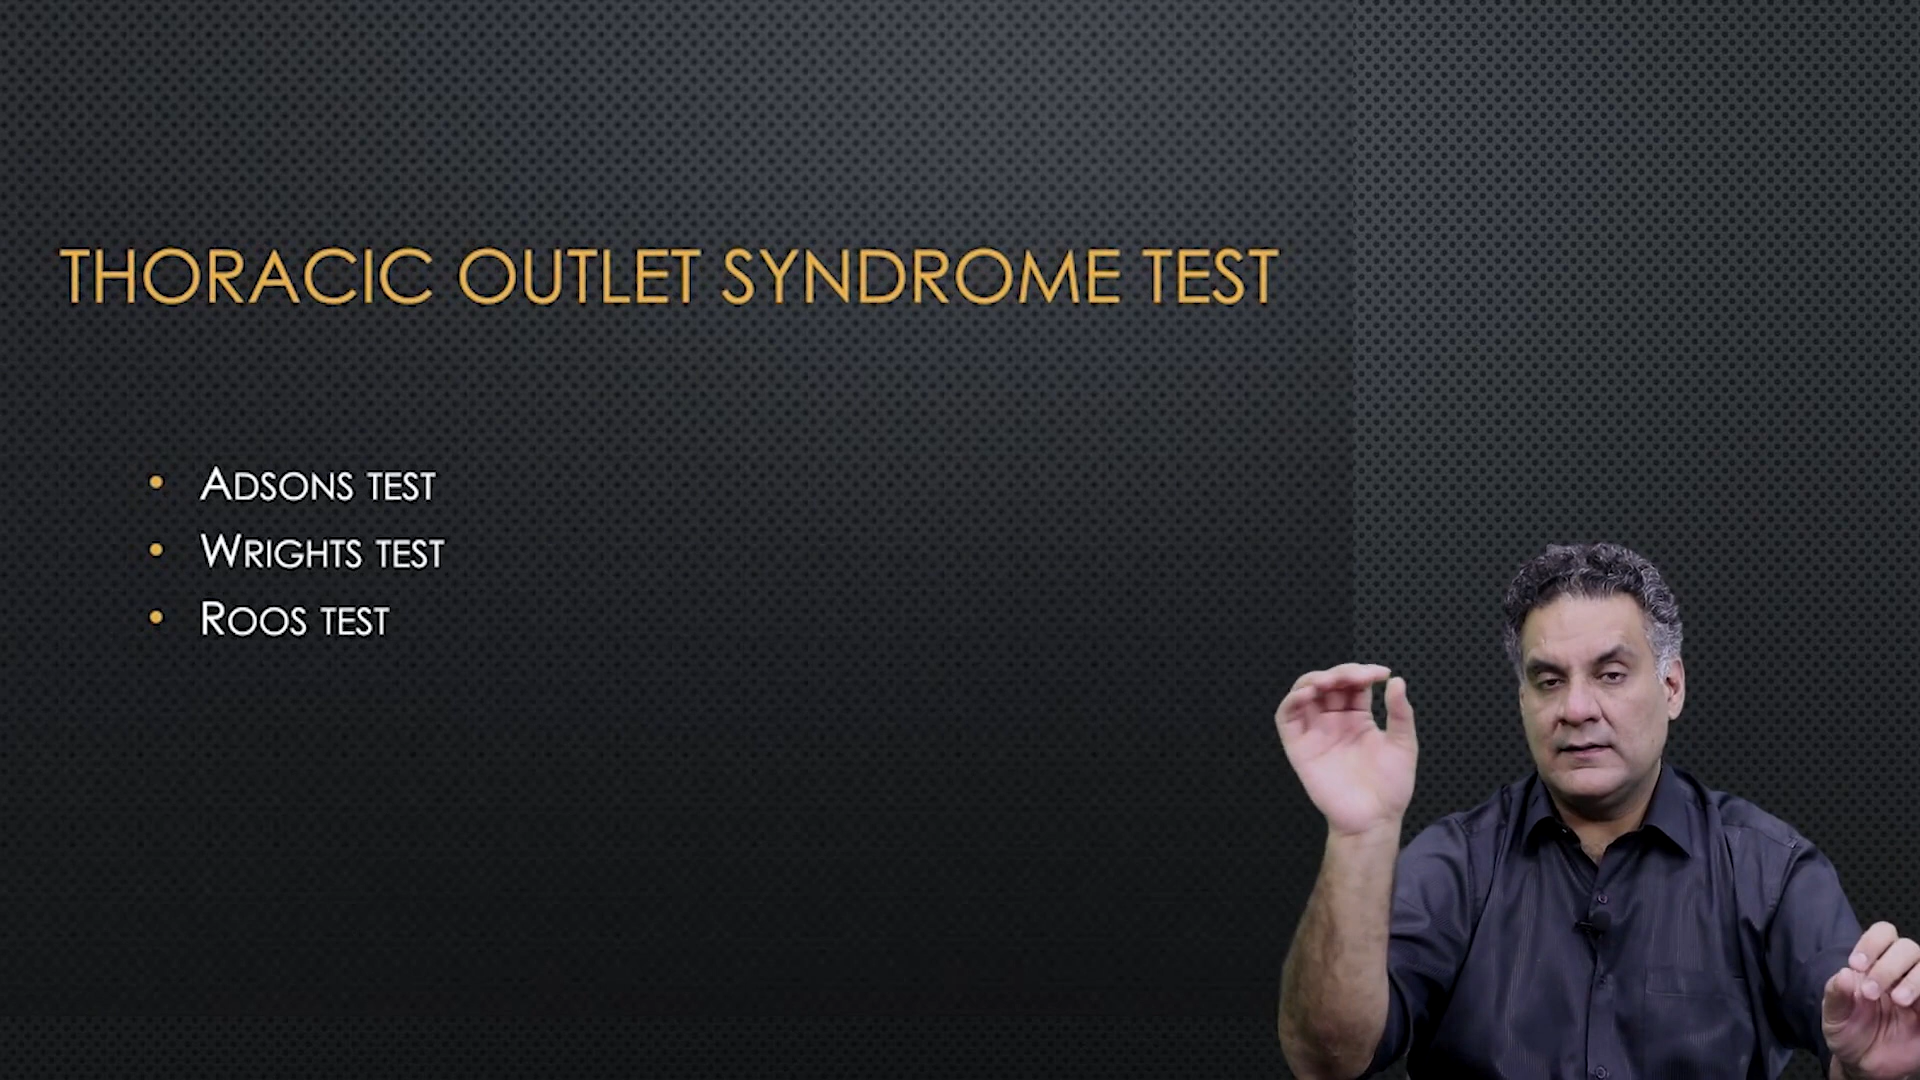 THORACIC OUTLET SYNDROME TEST
• ADSONS TEST
• WRIGHTS TEST
• ROOS TEST